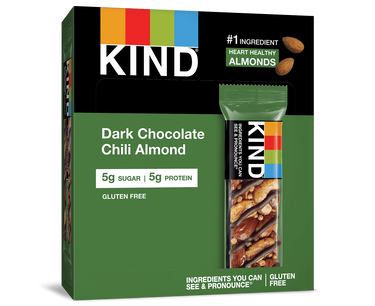 KIND
#1 INGREDIENT
HEART HEALTHY
ALMONDS
Dark Chocolate
Chili Almond
5g SUGAR | 5g PROTEIN
GLUTEN FREE
KIND
INGREDIENTS YOU CAN
SEE & PRONOUNCE®
INGREDIENTS YOU CAN
SEE & PRONOUNCE®
GLUTEN
FREE